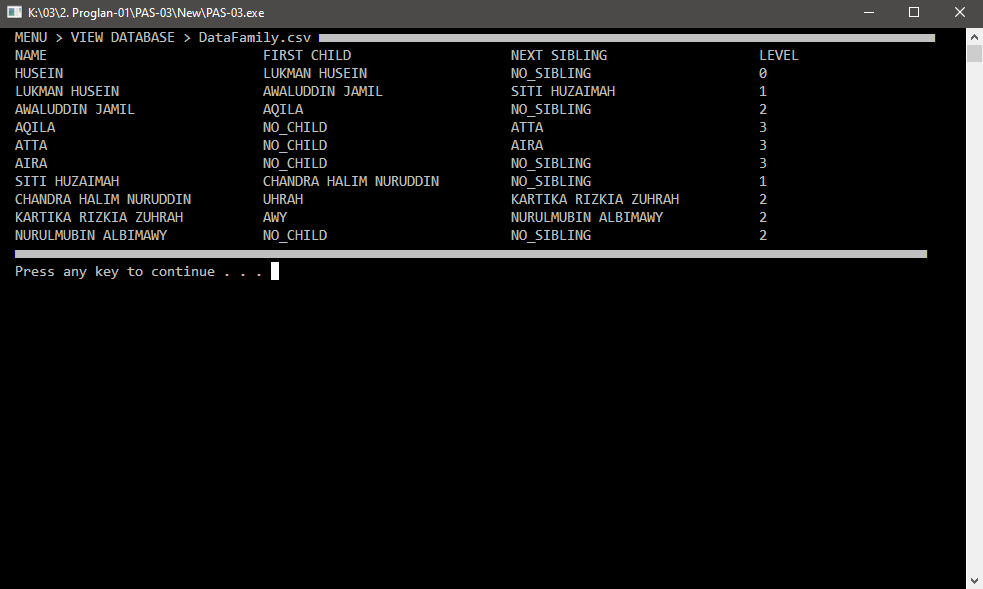 K:\03\2. Proglan-01\PAS-03\New\PAS-03.exe
MENU > VIEW DATABASE > DataFamily.csv
NAME FIRST CHILD NEXT SIBLING LEVEL
HUSEIN LUKMAN HUSEIN NO_SIBLING 0
LUKMAN HUSEIN AWALUDDIN JAMIL SITI HUZAIMAH 1
AWALUDDIN JAMIL AQILA NO_SIBLING 2
AQILA NO_CHILD ATTA 3
ATTA NO_CHILD AIRA 3
AIRA NO_CHILD NO_SIBLING 3
SITI HUZAIMAH CHANDRA HALIM NURUDDIN NO_SIBLING 1
CHANDRA HALIM NURUDDIN UHRAH KARTIKA RIZKIA ZUHRAH 2
KARTIKA RIZKIA ZUHRAH AWY NURULMUBIN ALBIMAWY 2
NURULMUBIN ALBIMAWY NO_CHILD NO_SIBLING 2
Press any key to continue . . .